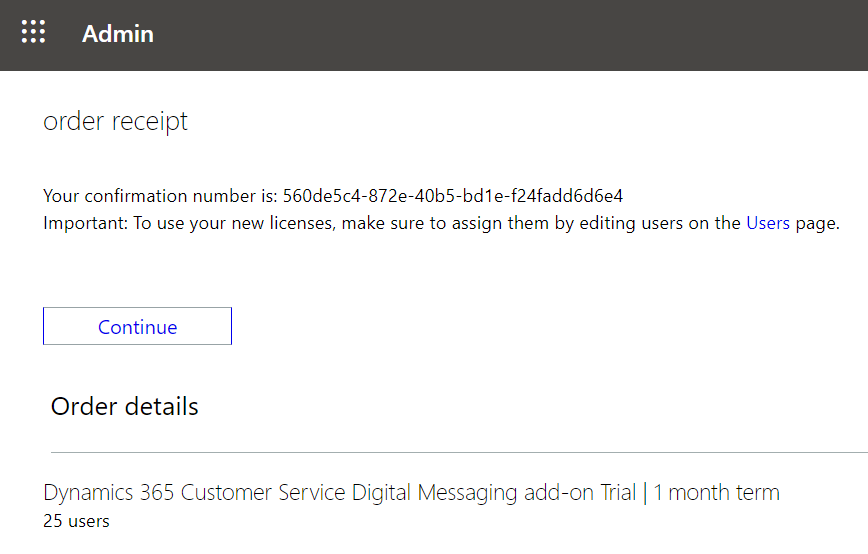 Admin
order receipt
Your confirmation number is: 560de5c4-872e-40b5-bd1e-f24fadd6d6e4
Important: To use your new licenses, make sure to assign them by editing users on the Users page.
Continue
Order details
Dynamics 365 Customer Service Digital Messaging add-on Trial | 1 month term
25 users